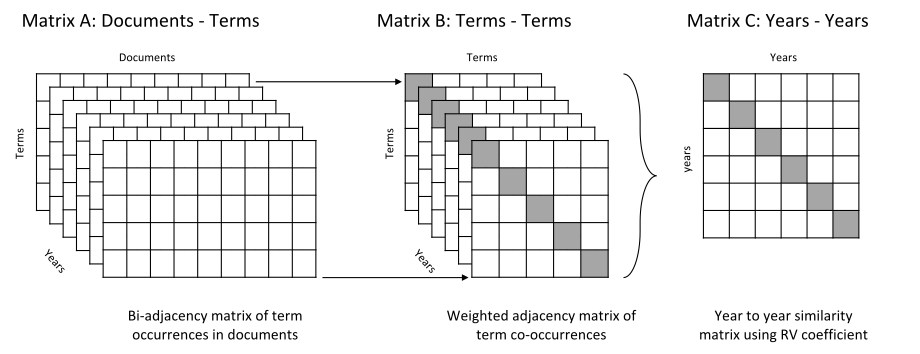 Matrix A: Documents - Terms
Matrix B: Terms - Terms
Matrix C: Years - Years
Documents
Terms
Years
Terms
Terms
years
Years
Years
Bi-adjacency matrix of term
occurrences in documents
Weighted adjacency matrix of
term co-occurrences
Year to year similarity
matrix using RV coefficient